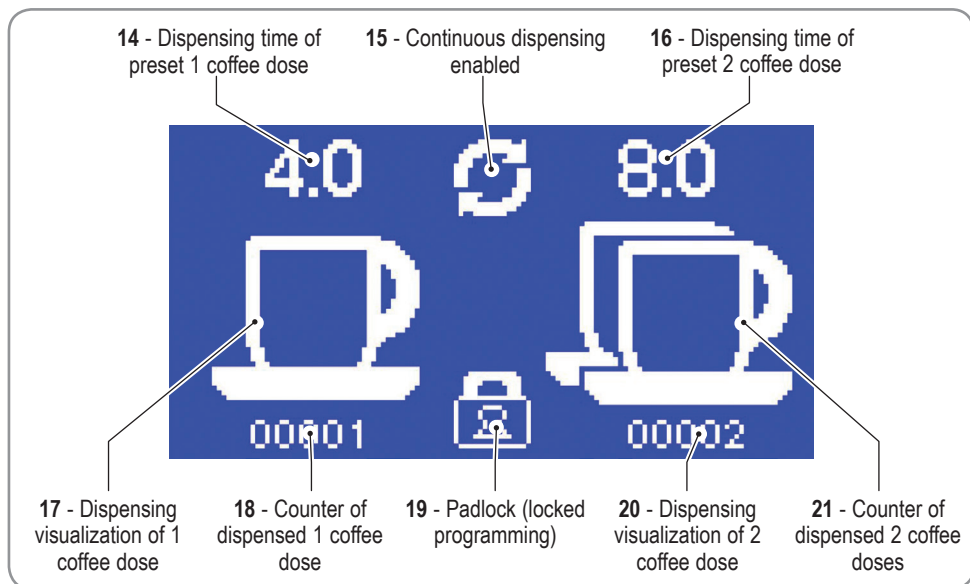 14 - Dispensing time of
preset 1 coffee dose
15 - Continuous dispensing
enabled
16 - Dispensing time of
preset 2 coffee dose
4.0
8.0
00001
00002
17 - Dispensing
visualization of 1
coffee dose
18 - Counter of
dispensed 1 coffee
dose
19 - Padlock (locked
programming)
20 - Dispensing
visualization of 2
coffee dose
21 - Counter of
dispensed 2 coffee
doses